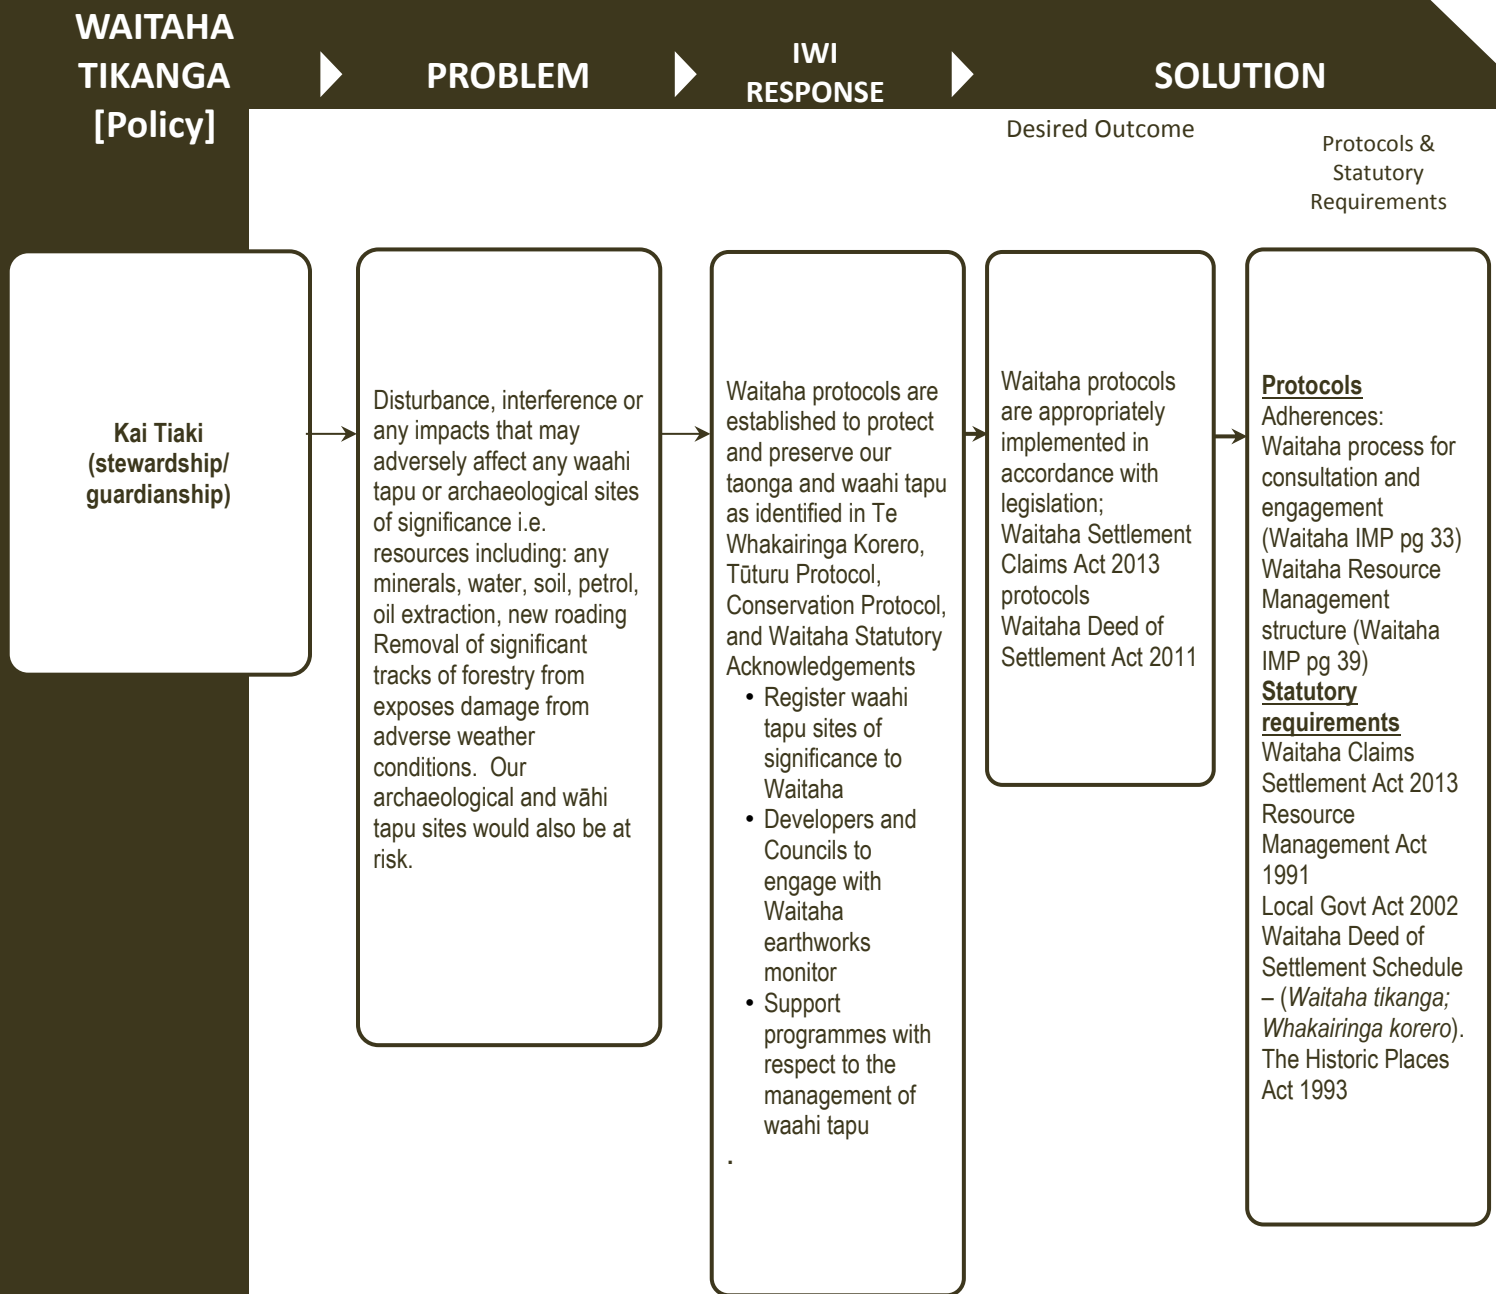 WAITAHA
TIKANGA
[Policy]
PROBLEM
IWI
RESPONSE
SOLUTION
Desired Outcome
Protocols &
Statutory
Requirements
Kai Tiaki
(stewardship/
guardianship)
Disturbance, interference or
any impacts that may
adversely affect any waahi
tapu or archaeological sites
of significance i.e.
resources including: any
minerals, water, soil, petrol,
oil extraction, new roading
Removal of significant
tracks of forestry from
exposes damage from
adverse weather
conditions.  Our
archaeological and wāhi
tapu sites would also be at
risk.
Waitaha protocols are
established to protect
and preserve our
taonga and waahi tapu
as identified in Te
Whakairinga Korero,
Tūturu Protocol,
Conservation Protocol,
and Waitaha Statutory
Acknowledgements
• Register waahi
tapu sites of
significance to
Waitaha
• Developers and
Councils to
engage with
Waitaha
earthworks
monitor
• Support
programmes with
respect to the
management of
waahi tapu
.
Waitaha protocols
are appropriately
implemented in
accordance with
legislation;
Waitaha Settlement
Claims Act 2013
protocols
Waitaha Deed of
Settlement Act 2011
Protocols
Adherences:
Waitaha process for
consultation and
engagement
(Waitaha IMP pg 33)
Waitaha Resource
Management
structure (Waitaha
IMP pg 39)
Statutory
requirements
Waitaha Claims
Settlement Act 2013
Resource
Management Act
1991
Local Govt Act 2002
Waitaha Deed of
Settlement Schedule
– (Waitaha tikanga;
Whakairinga korero).
The Historic Places
Act 1993